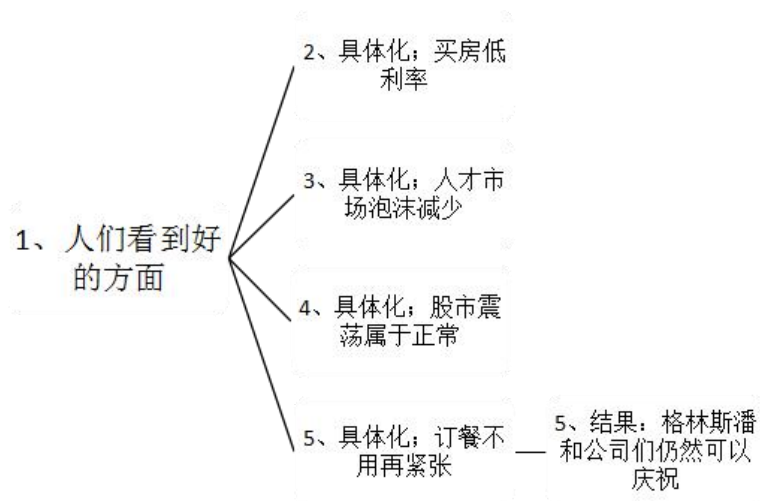 2、具体化；买房低
利率
3、具体化；人才市
场泡沫减少
1、人们看到好
的方面
4、具体化；股市震
荡属于正常
5、具体化；订餐不
用再紧张
5、结果：格林斯潘
和公司们仍然可以
庆祝